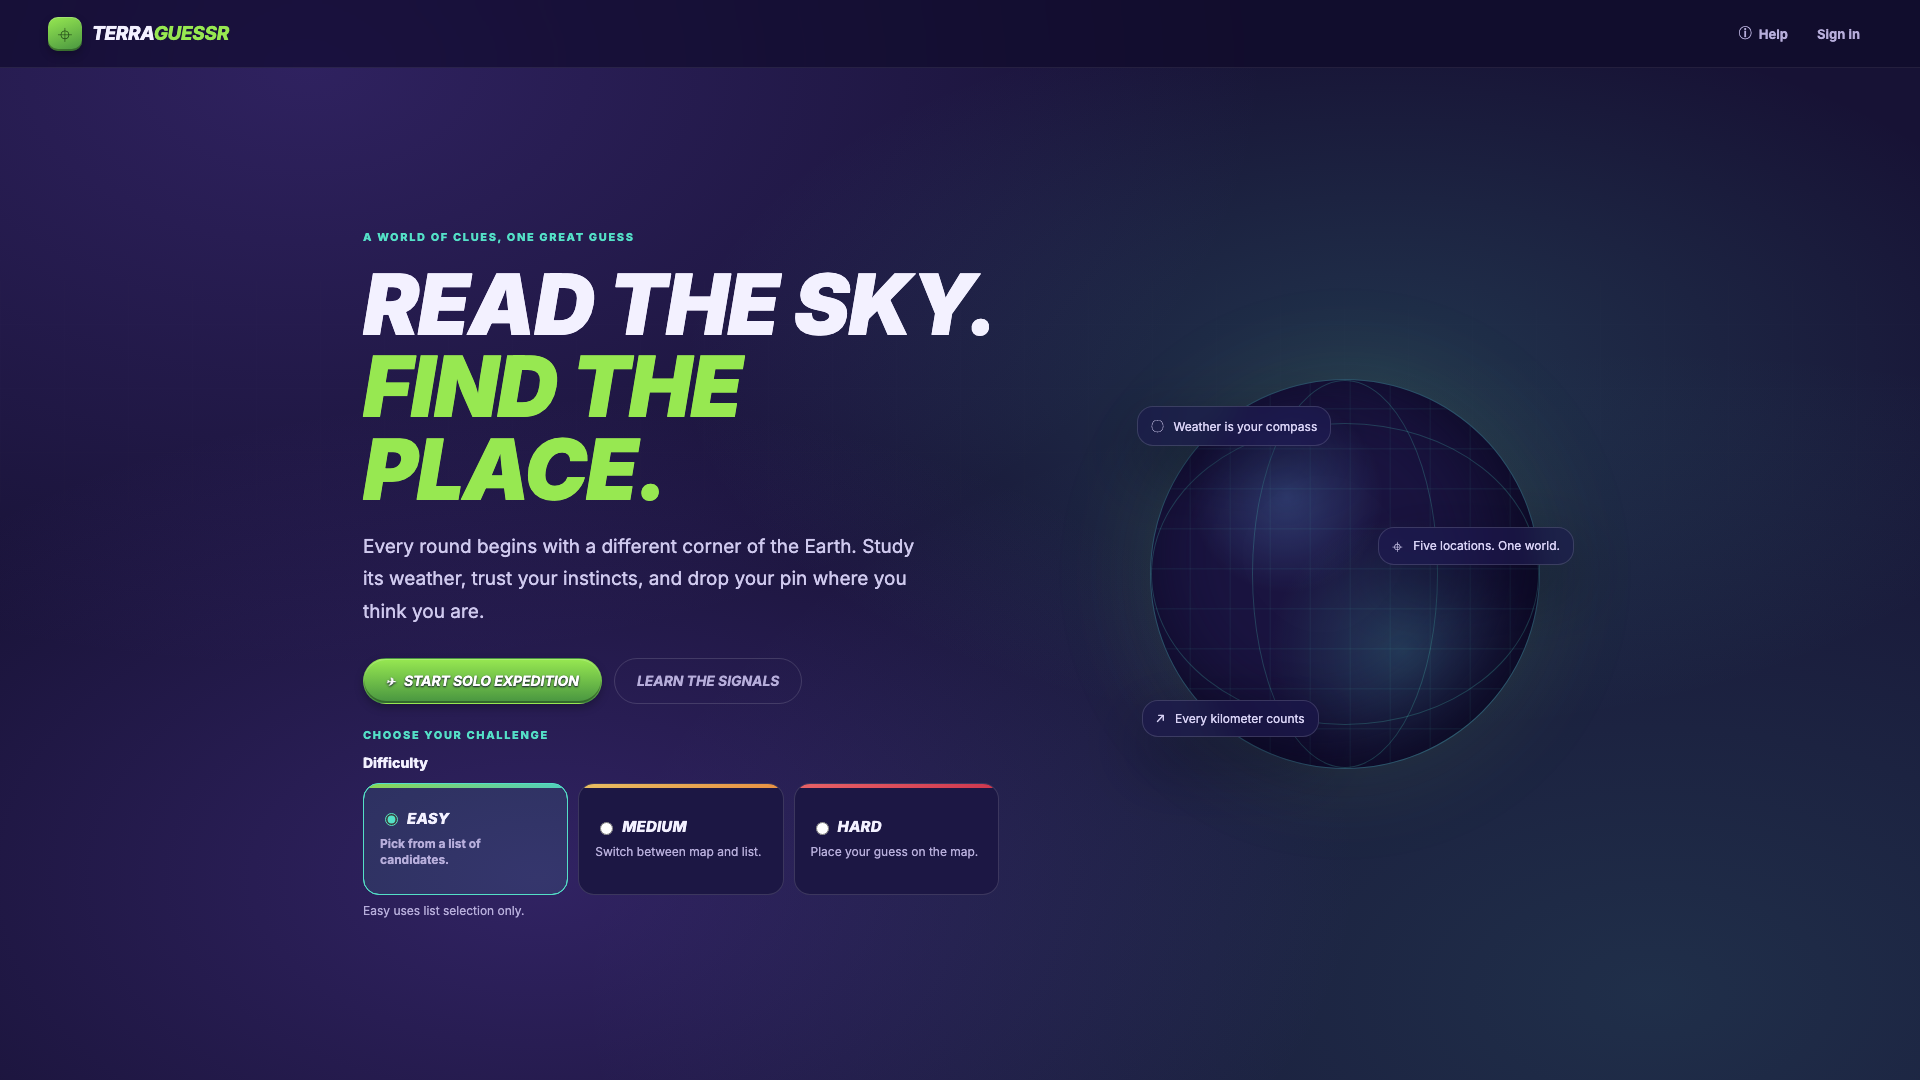 TERRAGUESSR
Help
Sign in
A WORLD OF CLUES, ONE GREAT GUESS
READ THE SKY.
FIND THE
PLACE.
Every round begins with a different corner of the Earth. Study
its weather, trust your instincts, and drop your pin where you
think you are.
START SOLO EXPEDITION
LEARN THE SIGNALS
CHOOSE YOUR CHALLENGE
Difficulty
EASY
Pick from a list of
candidates.
MEDIUM
Switch between map and list.
HARD
Place your guess on the map.
Easy uses list selection only.
Weather is your compass
Five locations. One world.
Every kilometer counts